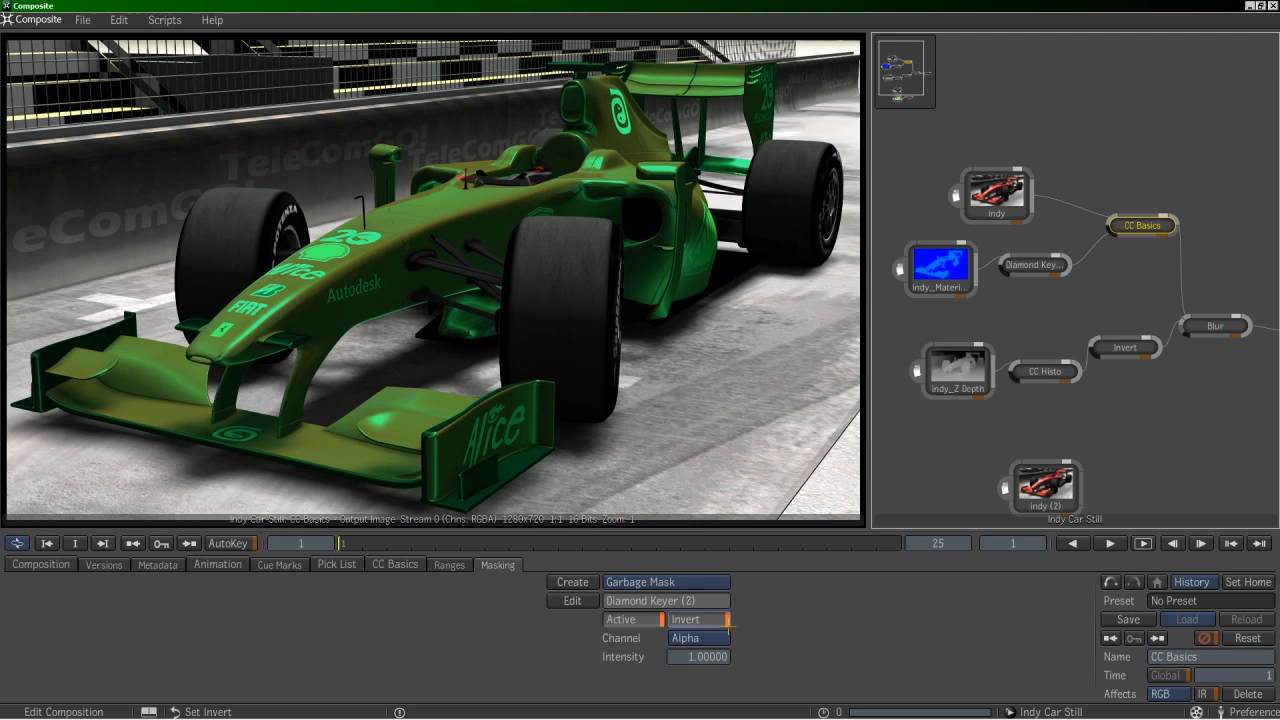 Composite
Composite File Edit Scripts Help
TeleComGO!
TeleComGO!
TeleComGO
eComGO!
20
20
Alice
FIAT
Autodesk
Alice
indy
CC Basics
Diamond Key...
indy_Materi...
Blur
Invert
CC Histo
indy_Z Depth
indy (2)
Indy Car Still
Indy Car Still: CC Basics - Output Image Stream 0 (Chns: RGBA) 1280x720 1:1 16 Bits Zoom: 1
AutoKey 1 1 25 1
Composition Versions Metadata Animation Cue Marks Pick List CC Basics Ranges Masking
Create Garbage Mask
Edit Diamond Keyer (2)
Active Invert
Channel Alpha
Intensity 1.00000
History Set Home
Preset No Preset
Save Load Reload
Reset
Name CC Basics
Time Global 1
Affects RGB IR Delete
Edit Composition Set Invert 0 Indy Car Still Preference